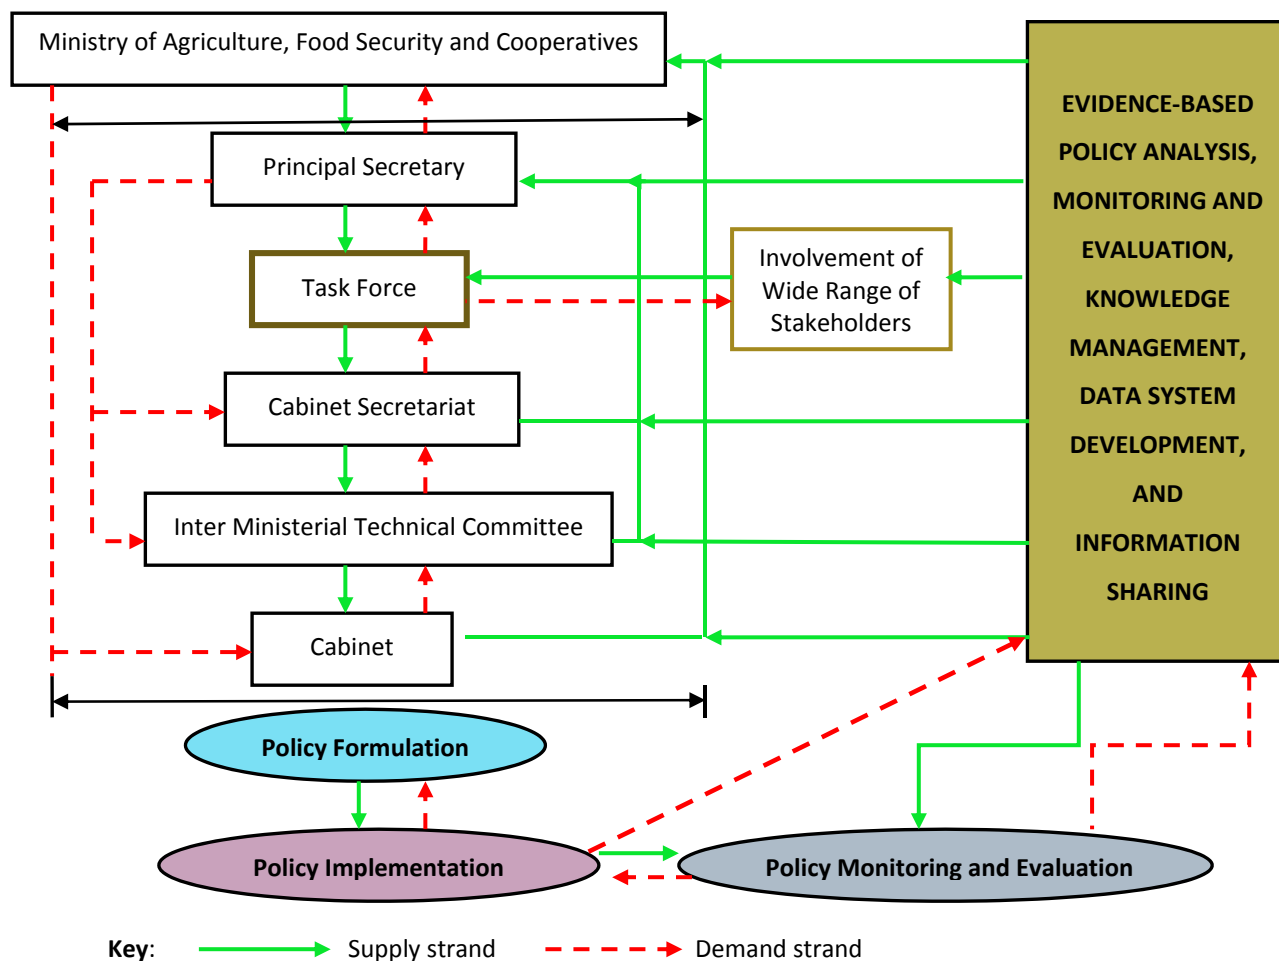 Ministry of Agriculture, Food Security and Cooperatives
Principal Secretary
Task Force
Involvement of
Wide Range of
Stakeholders
Cabinet Secretariat
Inter Ministerial Technical Committee
Cabinet
EVIDENCE-BASED
POLICY ANALYSIS,
MONITORING AND
EVALUATION,
KNOWLEDGE
MANAGEMENT,
DATA SYSTEM
DEVELOPMENT,
AND
INFORMATION
SHARING
Policy Formulation
Policy Implementation
Policy Monitoring and Evaluation
Key: Supply strand Demand strand